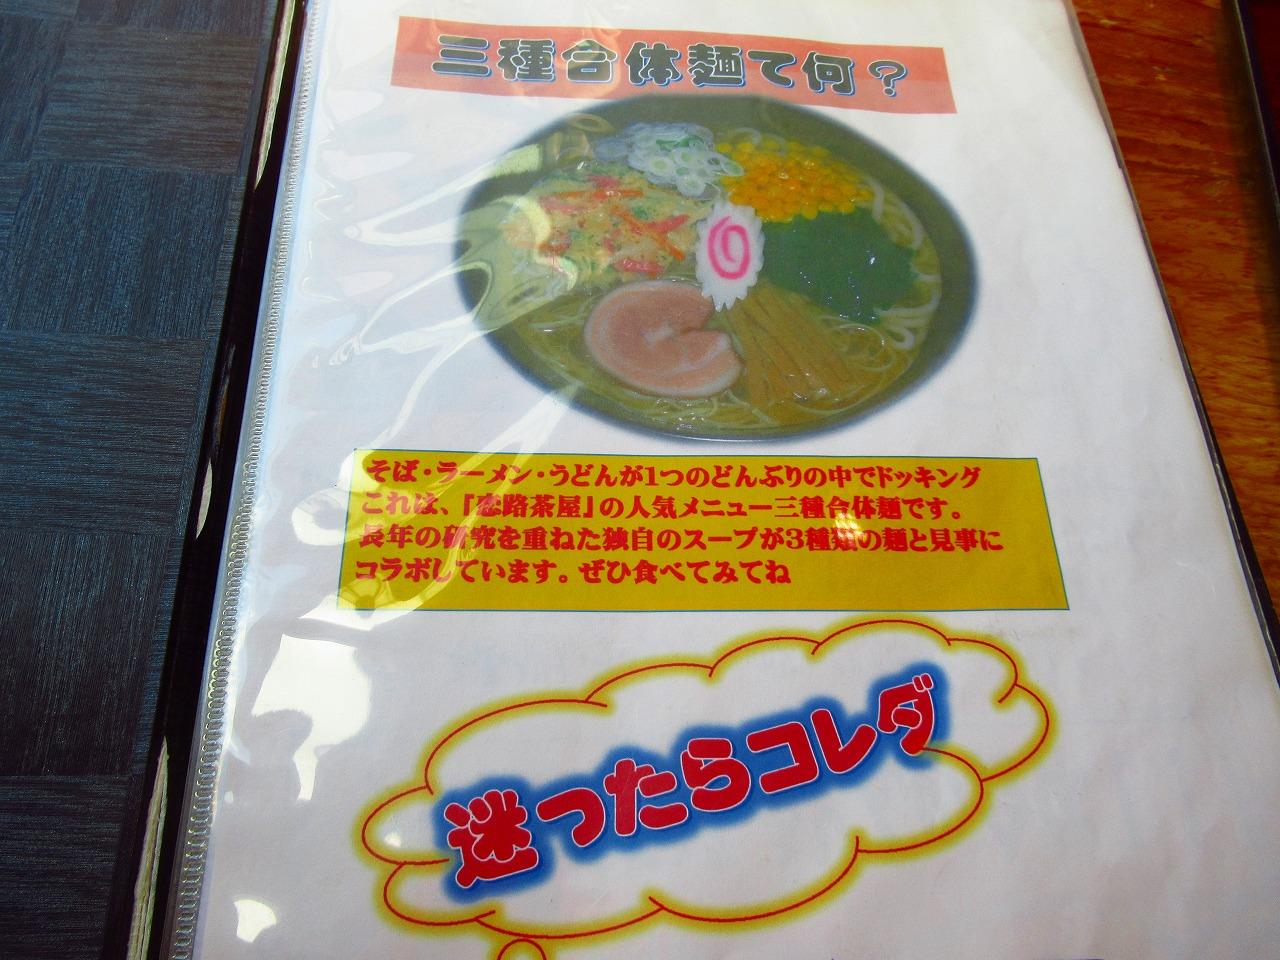 三種合体麺て何?
そば・ラーメン・うどんが1つのどんぶりの中でドッキング
これは、「恋路茶屋」の人気メニュー三種合体麺です。
長年の研究を重ねた独自のスープが3種類の麺と見事に
コラボしています。ぜひ食べてみてね
迷ったらコレダ